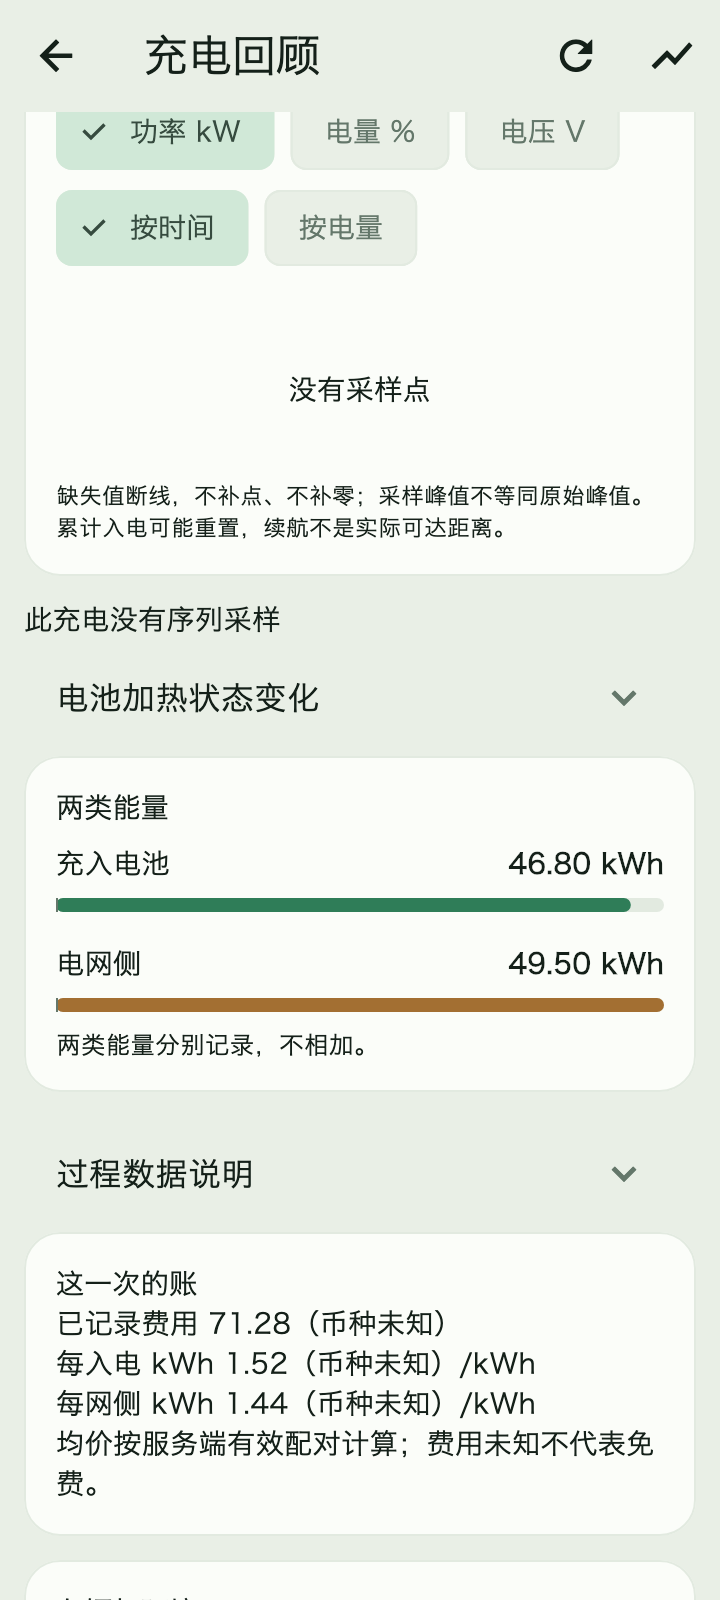 充电回顾
功率 kW
电量 %
电压 V
按时间
按电量
没有采样点
缺失值断线，不补点、不补零；采样峰值不等同原始峰值。
累计入电可能重置，续航不是实际可达距离。
此充电没有序列采样
电池加热状态变化
两类能量
充入电池 46.80 kWh
电网侧 49.50 kWh
两类能量分别记录，不相加。
过程数据说明
这一次的账
已记录费用 71.28（币种未知）
每入电 kWh 1.52（币种未知）/kWh
每网侧 kWh 1.44（币种未知）/kWh
均价按服务端有效配对计算；费用未知不代表免
费。